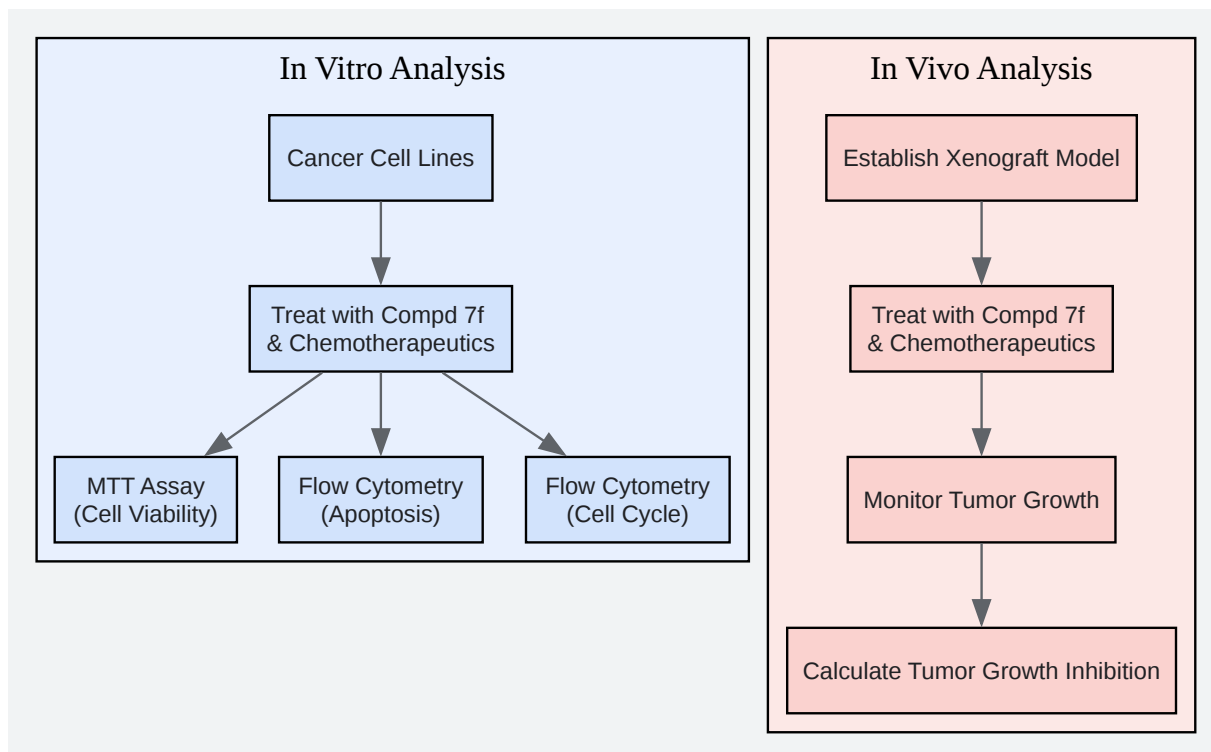 In Vitro Analysis
Cancer Cell Lines
Treat with Compd 7f
& Chemotherapeutics
MTT Assay
(Cell Viability)
Flow Cytometry
(Apoptosis)
Flow Cytometry
(Cell Cycle)
In Vivo Analysis
Establish Xenograft Model
Treat with Compd 7f
& Chemotherapeutics
Monitor Tumor Growth
Calculate Tumor Growth Inhibition